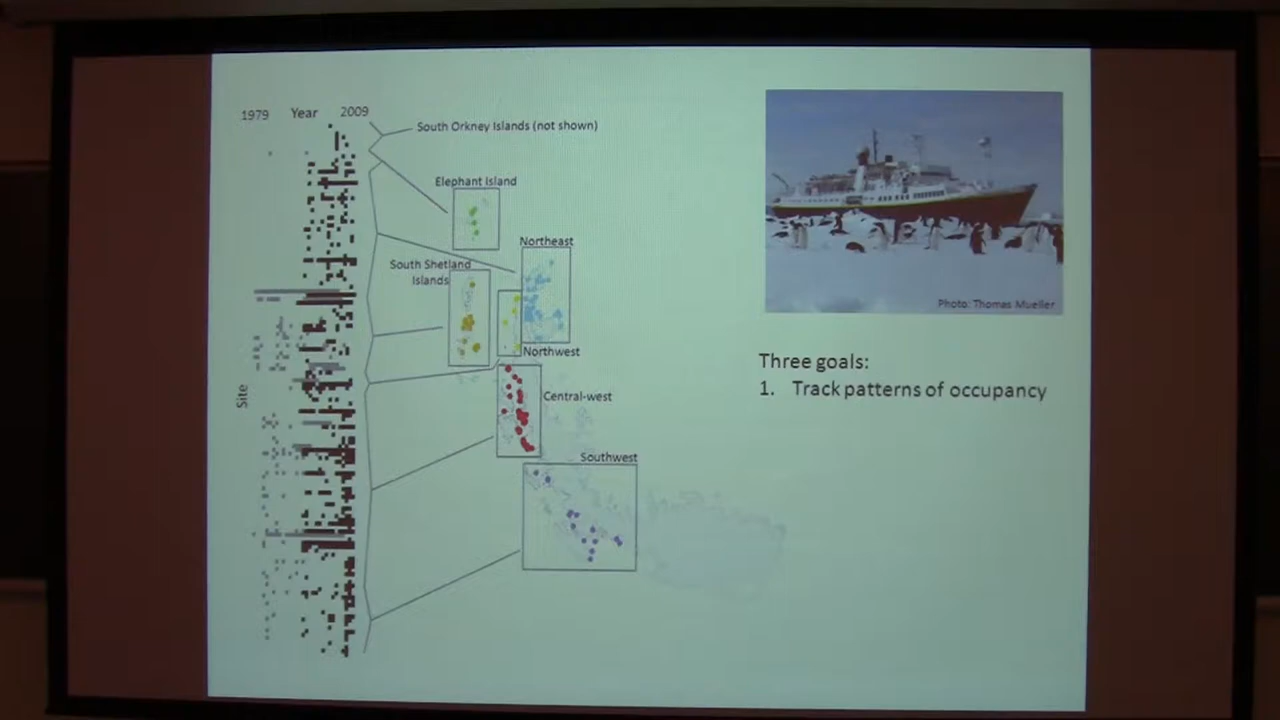 1979 Year 2009
South Orkney Islands (not shown)
Elephant Island
Northeast
South Shetland
Islands
Northwest
Site
Central-west
Southwest
Photo: Thomas Mueller
Three goals:
1. Track patterns of occupancy